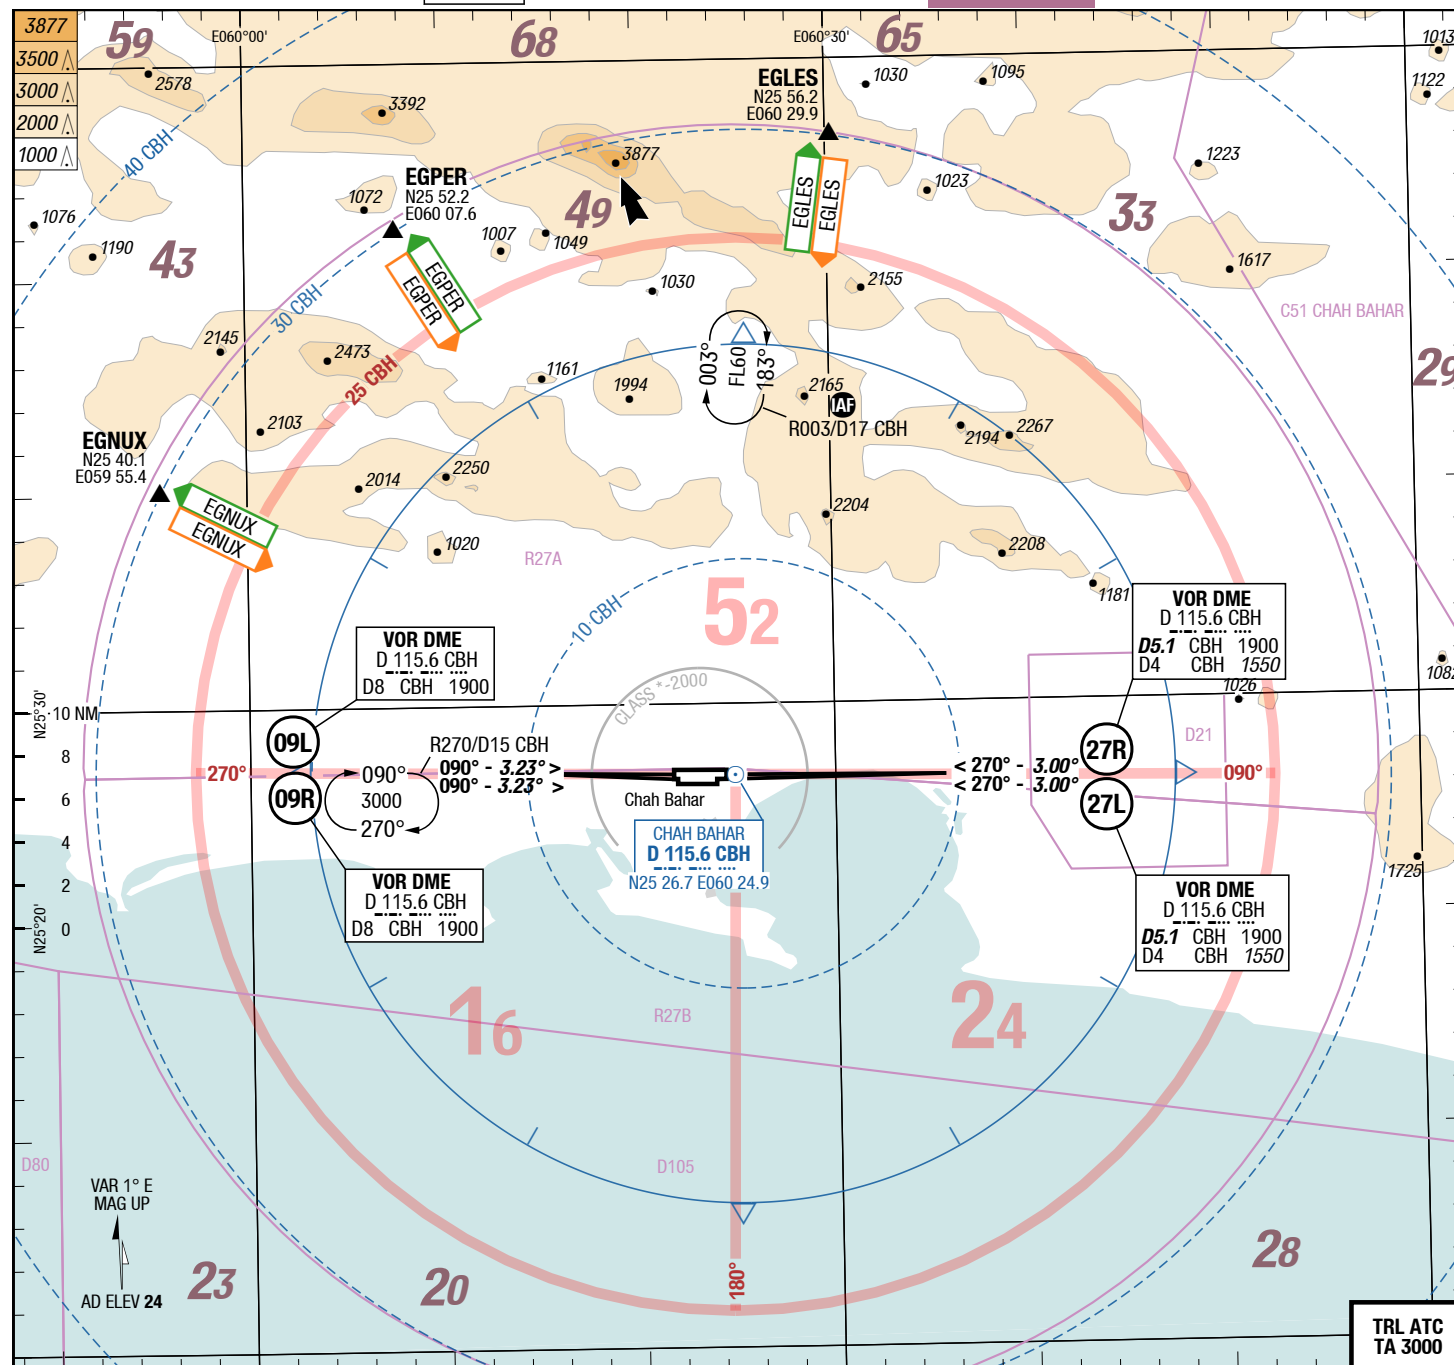 3877
3500
3000
2000
1000
59
E060°00'
68
E060°30'
65
1013
2578
3392
1030
1095
1122
EGLES
N25 56.2
E060 29.9
40 CBH
3877
1223
EGPER
N25 52.2
E060 07.6
1072
49
EGLES
EGLES
1023
33
1076
1190
43
1007
1049
EGPER
EGPER
1030
2155
1617
30 CBH
C51 CHAH BAHAR
2145
2473
25 CBH
1161
1994
003°
FL60
183°
2165
IAF
R003/D17 CBH
29
2103
2194
2267
EGNUX
N25 40.1
E059 55.4
2014
2250
EGNUX
EGNUX
2204
1020
R27A
2208
1181
10 CBH
52
VOR DME
D 115.6 CBH
D8 CBH 1900
VOR DME
D 115.6 CBH
D5.1 CBH 1900
D4 CBH 1550
1026
1082
CLASS *-2000
N25°30'
10 NM
8
6
4
2
0
N25°20'
09L
09R
270°
R270/D15 CBH
090°
3000
270°
090° - 3.23° >
090° - 3.23° >
Chah Bahar
< 270° - 3.00°
< 270° - 3.00°
27R
27L
D21
090°
CHAH BAHAR
D 115.6 CBH
N25 26.7 E060 24.9
1725
VOR DME
D 115.6 CBH
D8 CBH 1900
VOR DME
D 115.6 CBH
D5.1 CBH 1900
D4 CBH 1550
16
R27B
24
D80
D105
VAR 1° E
MAG UP
AD ELEV 24
23
20
180°
28
TRL ATC
TA 3000